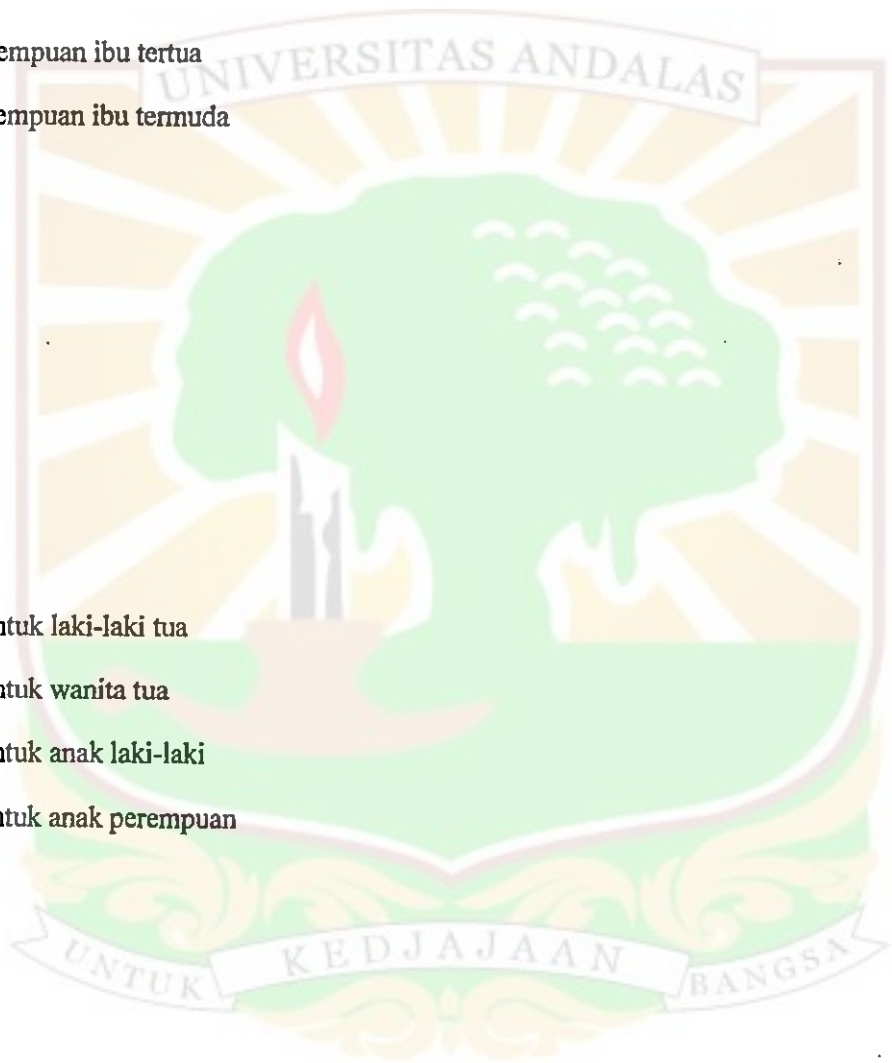 empuan ibu tertua
UNIVERSITAS ANDALAS
empuan ibu termuda
ntuk laki-laki tua
ntuk wanita tua
ntuk anak laki-laki
ntuk anak perempuan
UNTUK KEDJAJAAN BANGSA